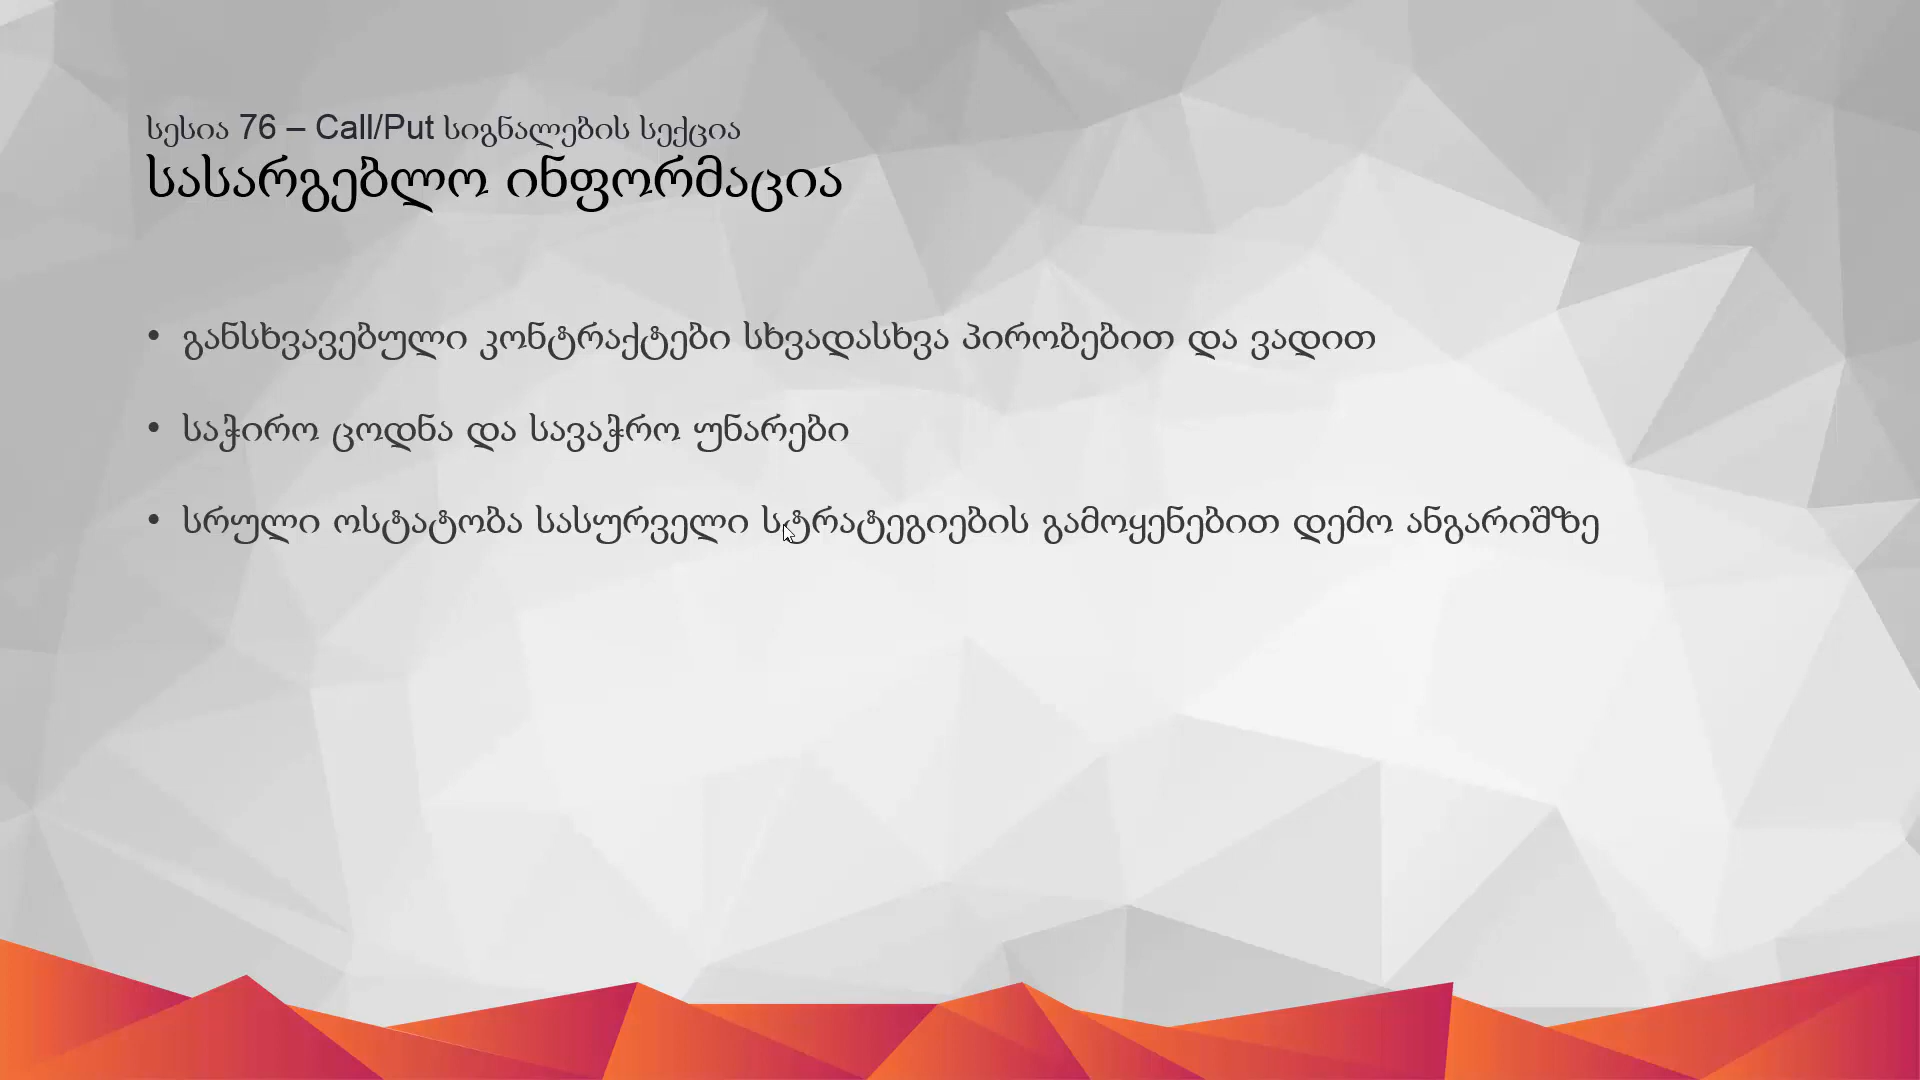 სესია 76 – Call/Put სიგნალების სექცია
სასარგებლო ინფორმაცია
• განსხვავებული კონტრაქტები სხვადასხვა პირობებით და ვადით
• საჭირო ცოდნა და სავაჭრო უნარები
• სრული ოსტატობა სასურველი სტრატეგიების გამოყენებით დემო ანგარიშზე